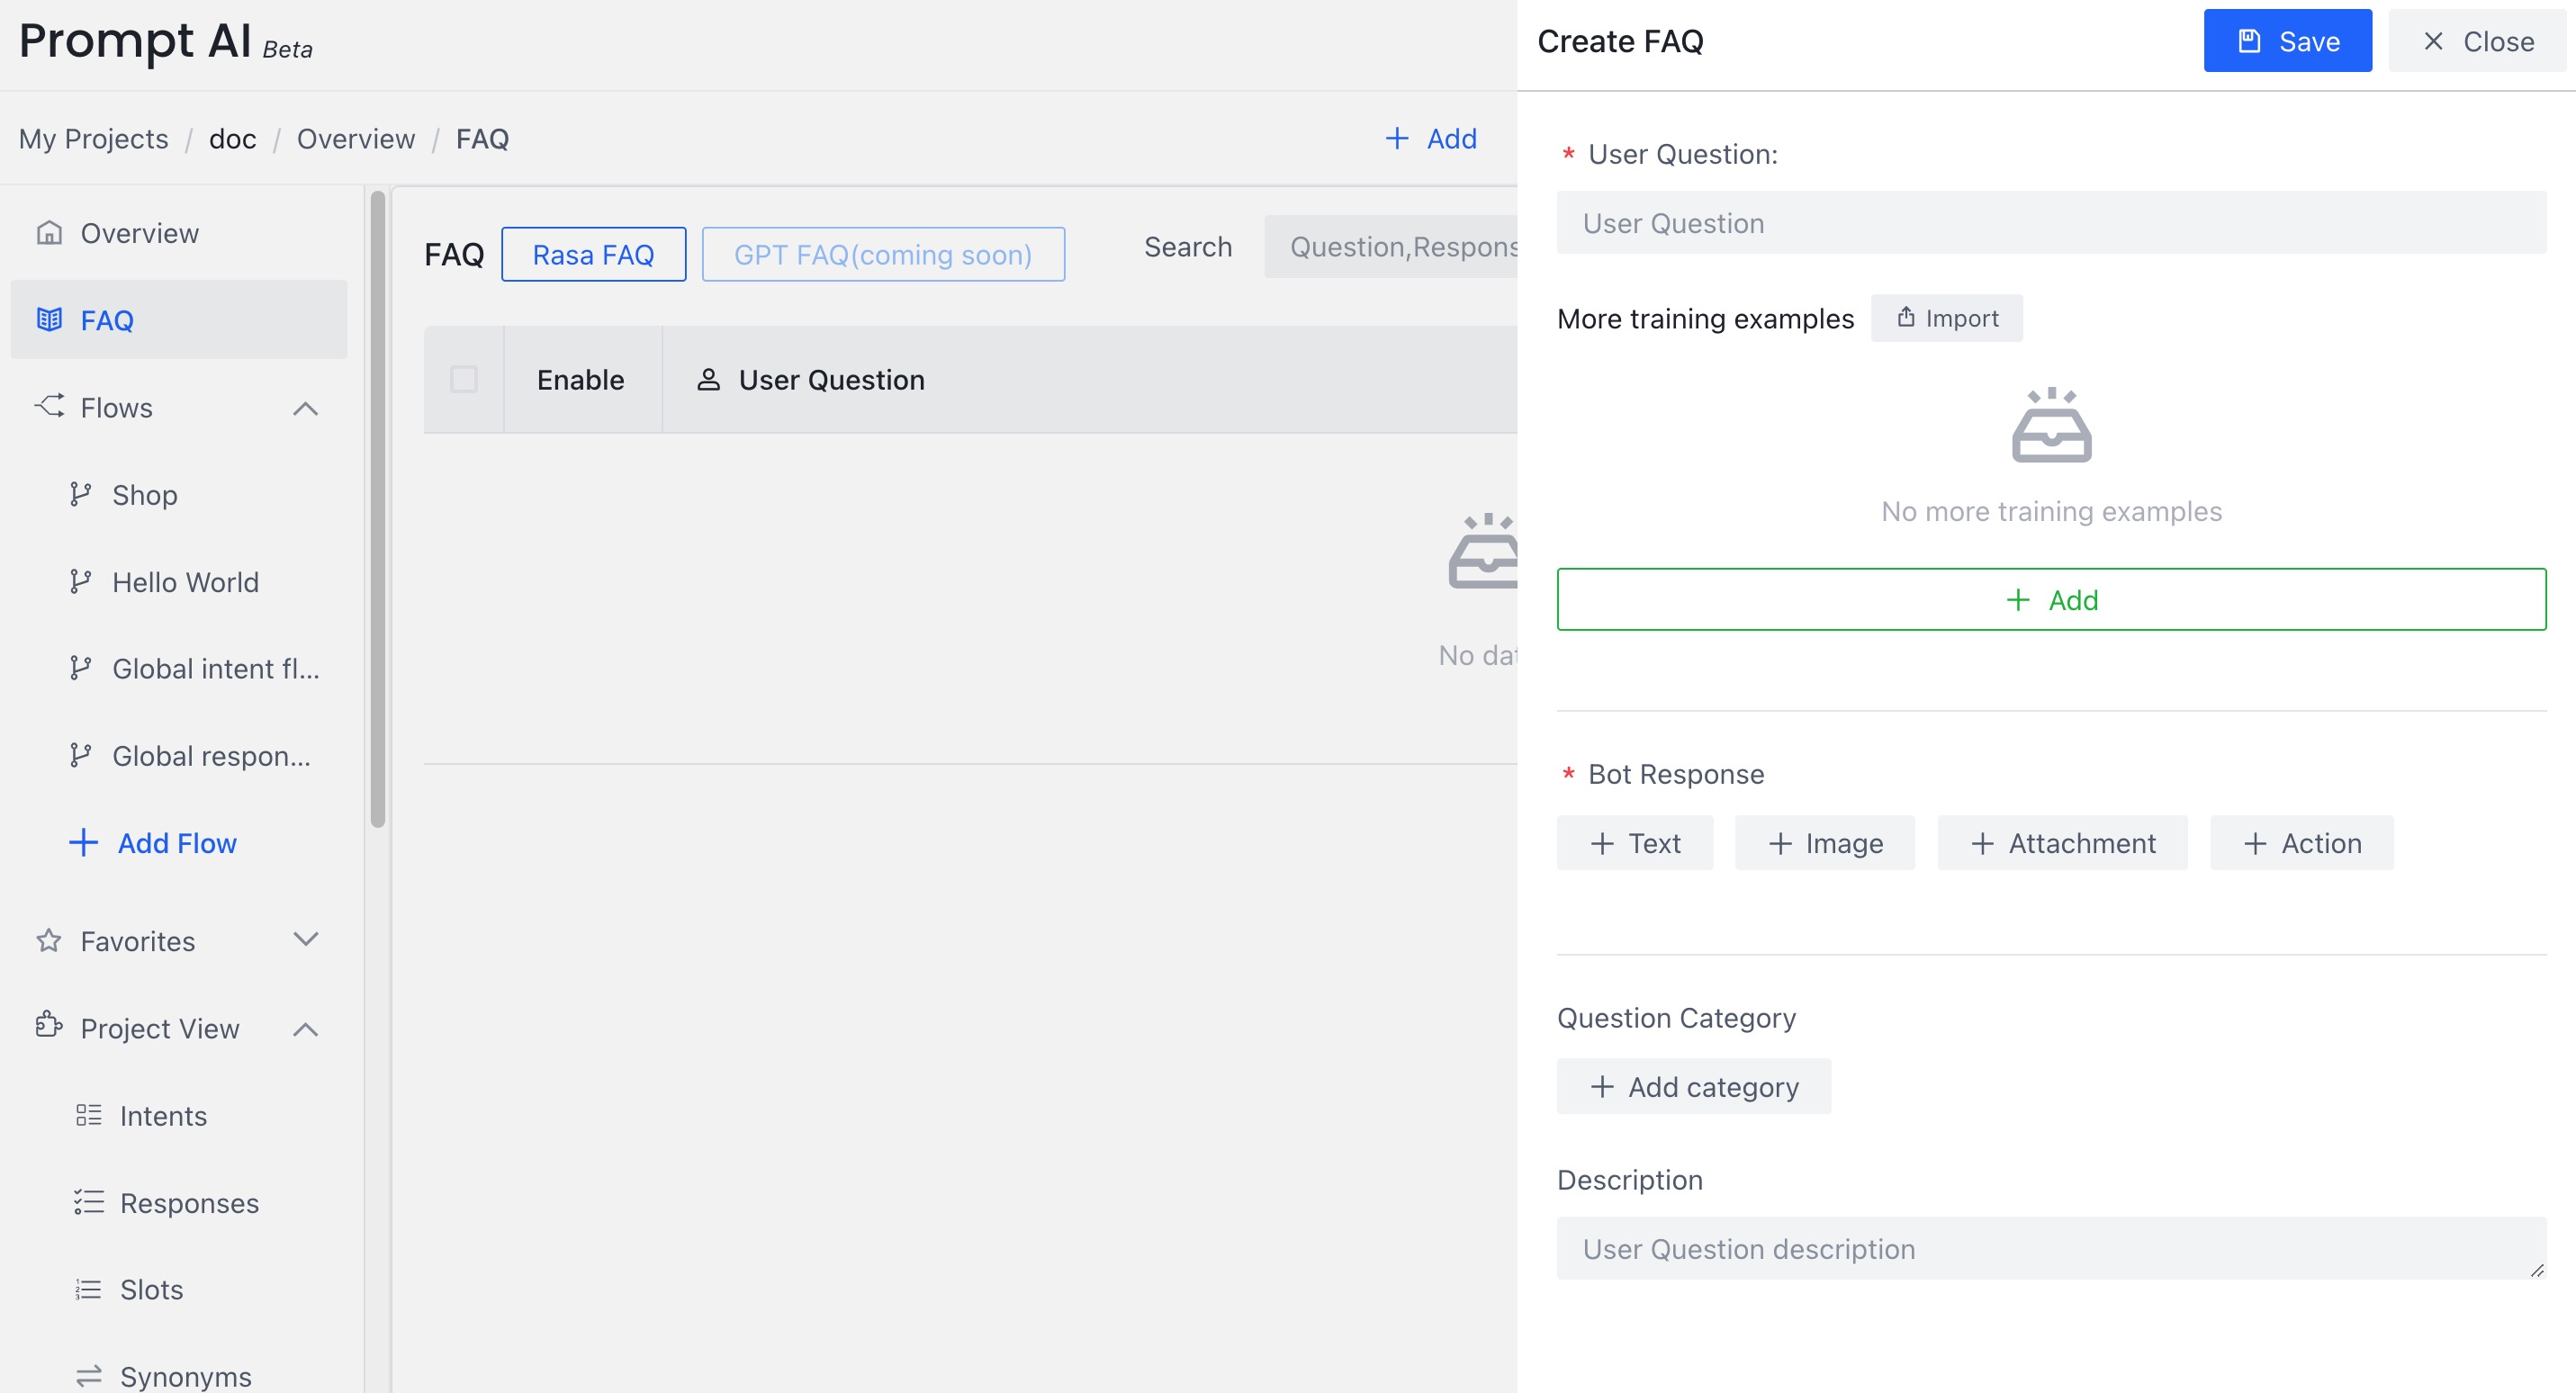 Prompt AI Beta
My Projects / doc / Overview / FAQ
+ Add
Overview
FAQ
Flows
Shop
Hello World
Global intent fl...
Global respon...
+ Add Flow
Favorites
Project View
Intents
Responses
Slots
Synonyms
FAQ
Rasa FAQ
GPT FAQ(coming soon)
Search
Question,Respons
Enable
User Question
No dat
Create FAQ
Save
× Close
* User Question:
User Question
More training examples
Import
No more training examples
+ Add
* Bot Response
+ Text
+ Image
+ Attachment
+ Action
Question Category
+ Add category
Description
User Question description